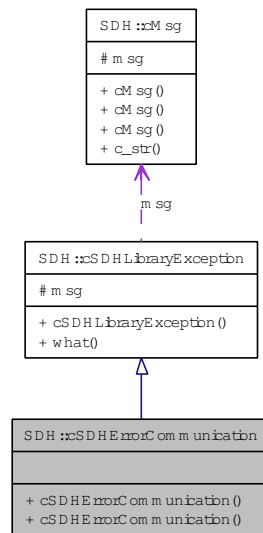 SDH::cMsg
# msg
+ cMsg()
+ cMsg()
+ cMsg()
+ c_str()
msg
SDH::cSDHLibraryException
# msg
+ cSDHLibraryException()
+ what()
SDH::cSDHErrorCommunication
+ cSDHErrorCommunication()
+ cSDHErrorCommunication()